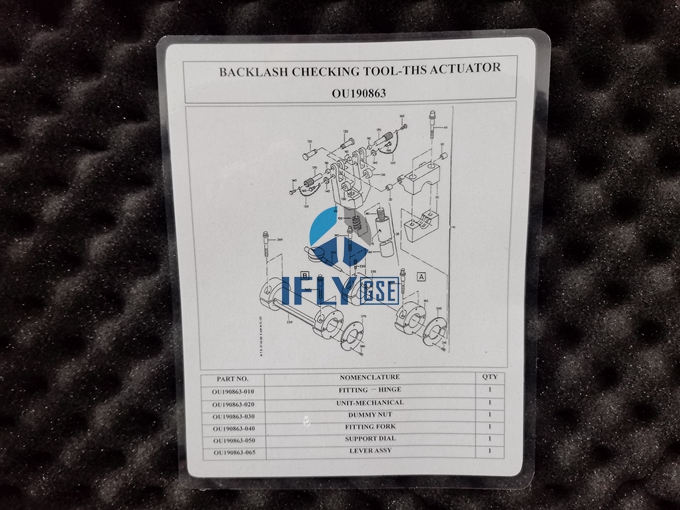 BACKLASH CHECKING TOOL-THS ACTUATOR
OU190863
B
A
IFLY GSE
PART NO. NOMENCLATURE QTY
OU190863-010 FITTING - HINGE 1
OU190863-020 UNIT-MECHANICAL 1
OU190863-030 DUMMY NUT 1
OU190863-040 FITTING FORK 1
OU190863-050 SUPPORT DIAL 1
OU190863-065 LEVER ASSY 1